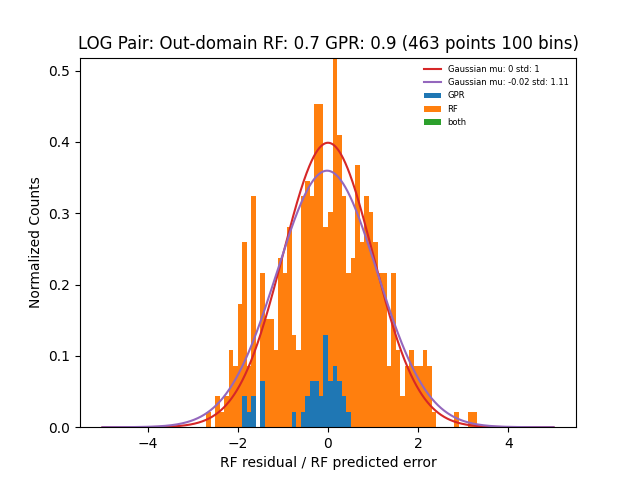 LOG Pair: Out-domain RF: 0.7 GPR: 0.9 (463 points 100 bins)
Gaussian mu: 0 std: 1
Gaussian mu: -0.02 std: 1.11
GPR
RF
both
Normalized Counts
0.5
0.4
0.3
0.2
0.1
0.0
−4
−2
0
2
4
RF residual / RF predicted error